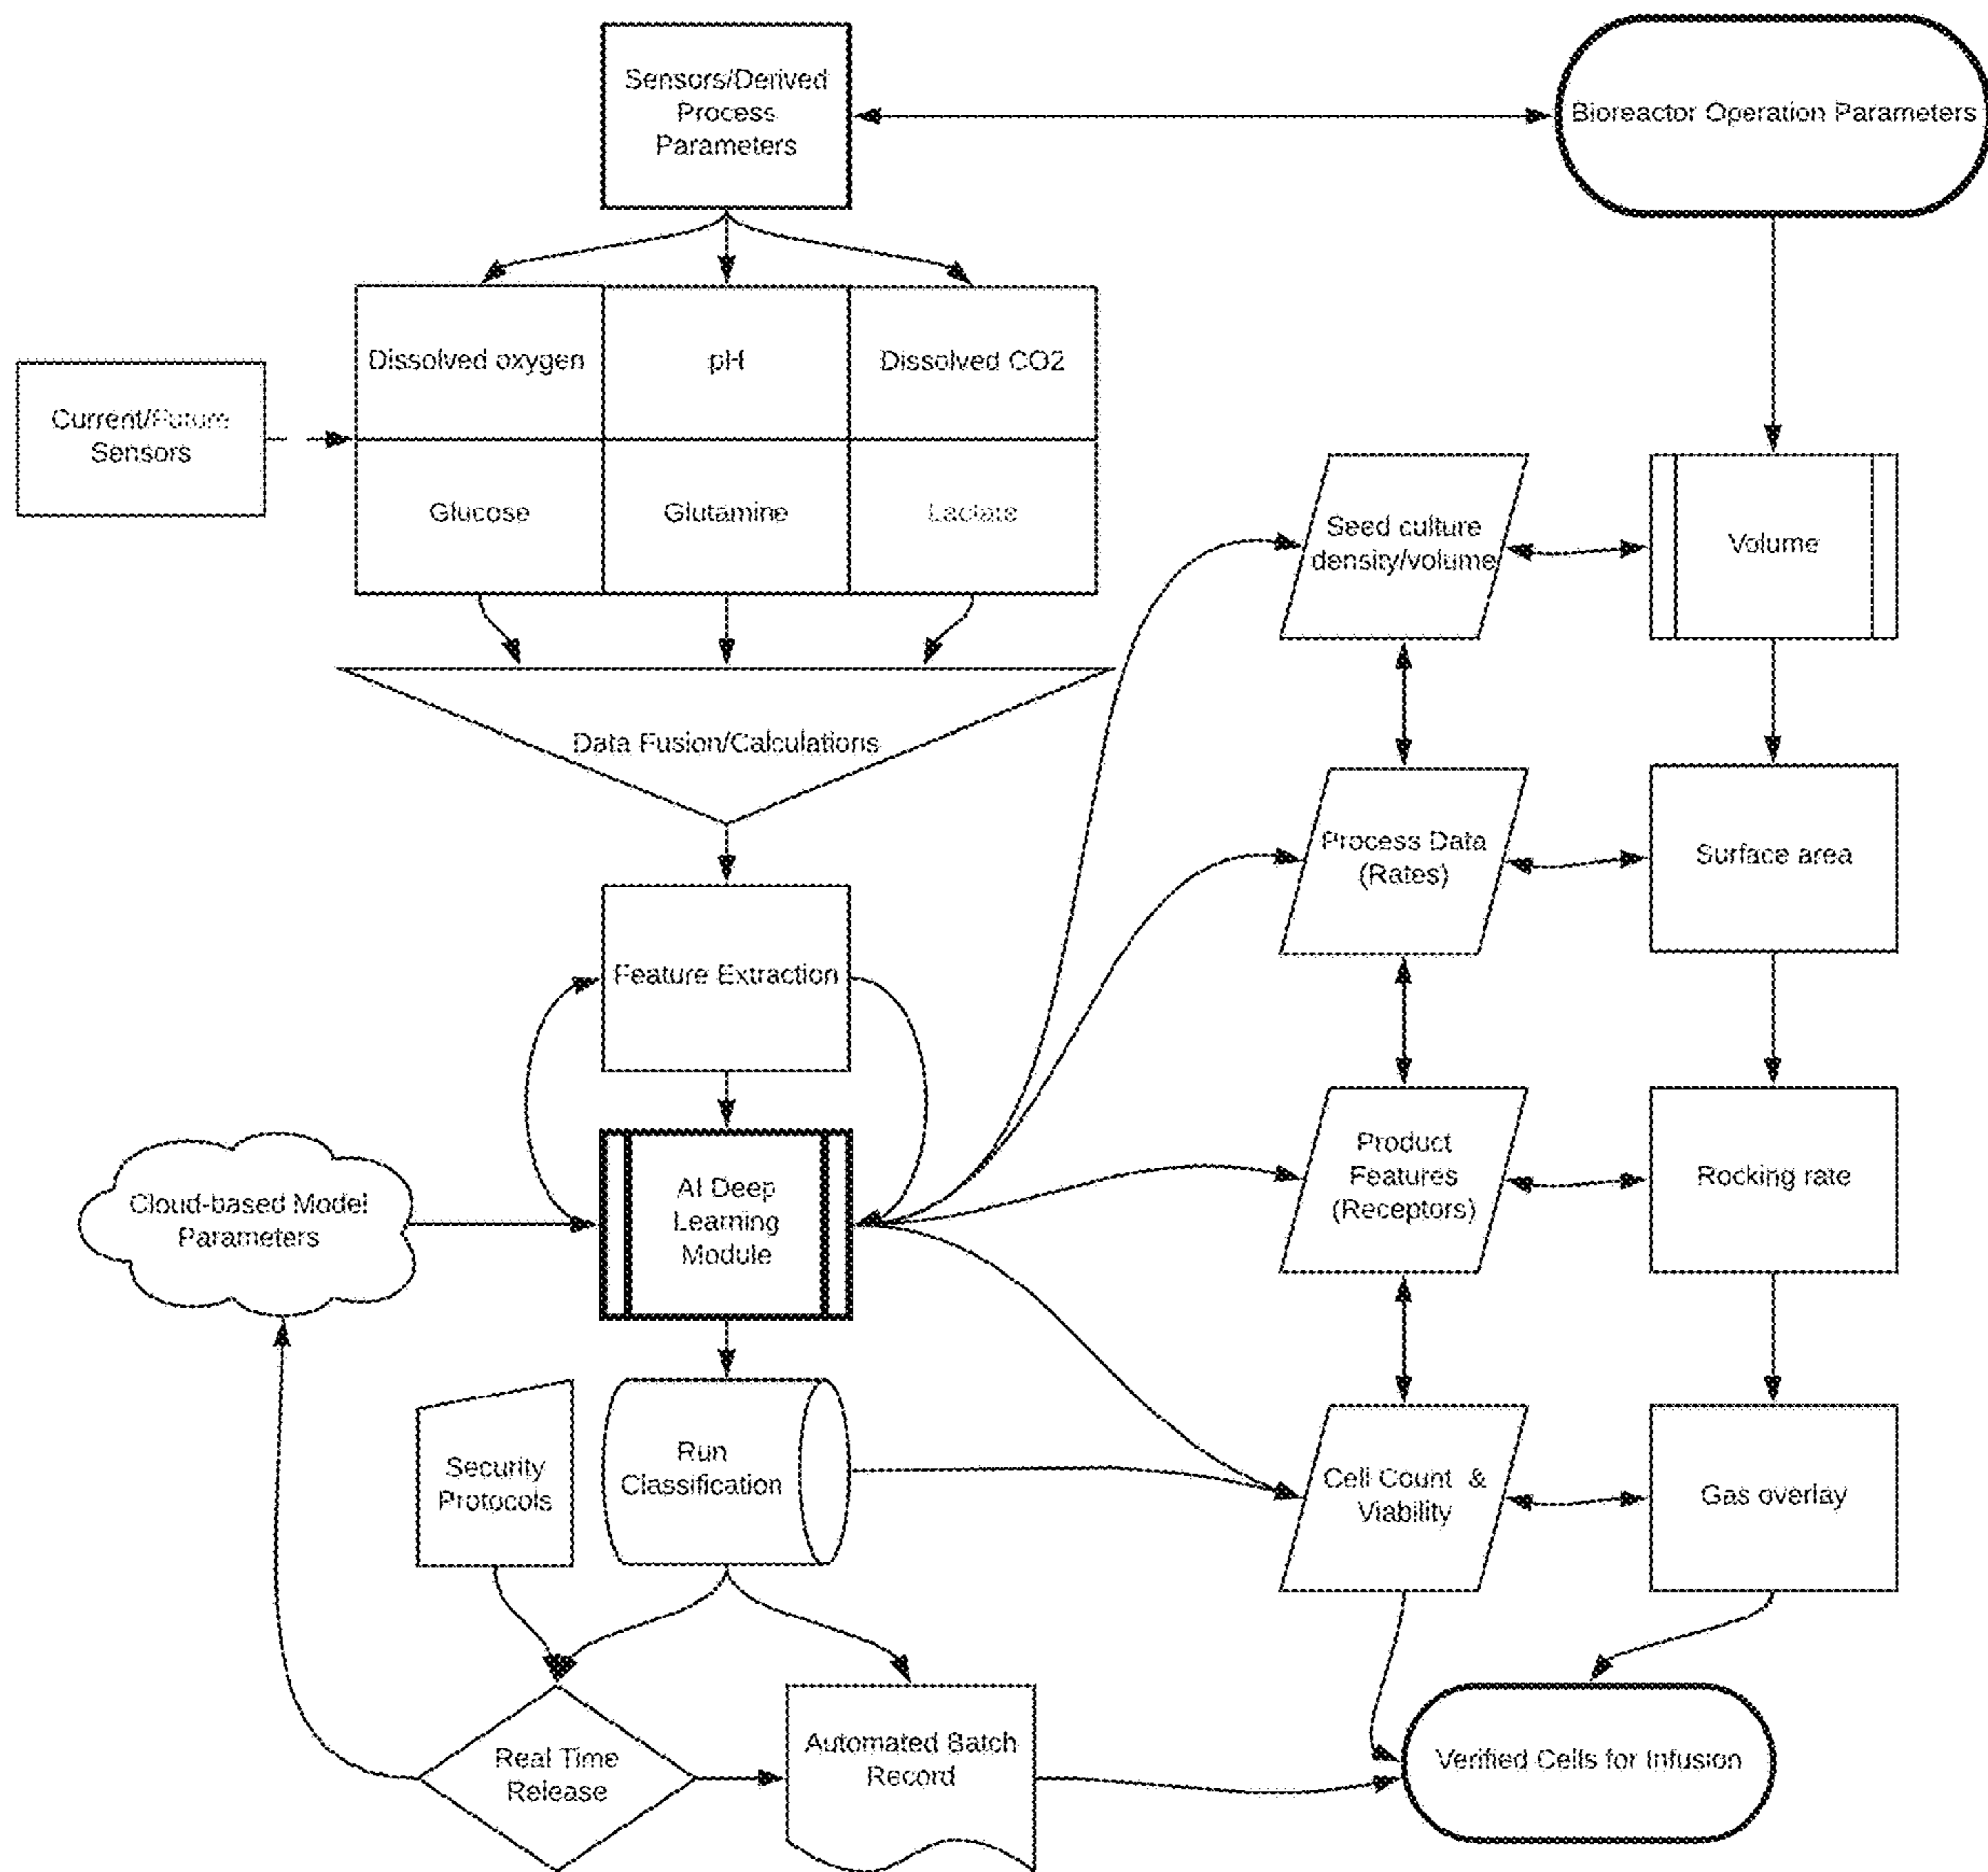 Sensors/Derived
Process
Parameters
Bioreactor Operation Parameters
Dissolved oxygen
pH
Dissolved CO2
Current/Future
Sensors
Glucose
Glutamine
Lactate
Seed culture
density/volume
Volume
Data Fusion/Calculations
Process Data
(Rates)
Surface area
Feature Extraction
Product
Features
(Receptors)
Rocking rate
AI Deep
Learning
Module
Cloud-based Model
Parameters
Security
Protocols
Run
Classification
Cell Count &
Viability
Gas overlay
Real Time
Release
Automated Batch
Record
Verified Cells for Infusion